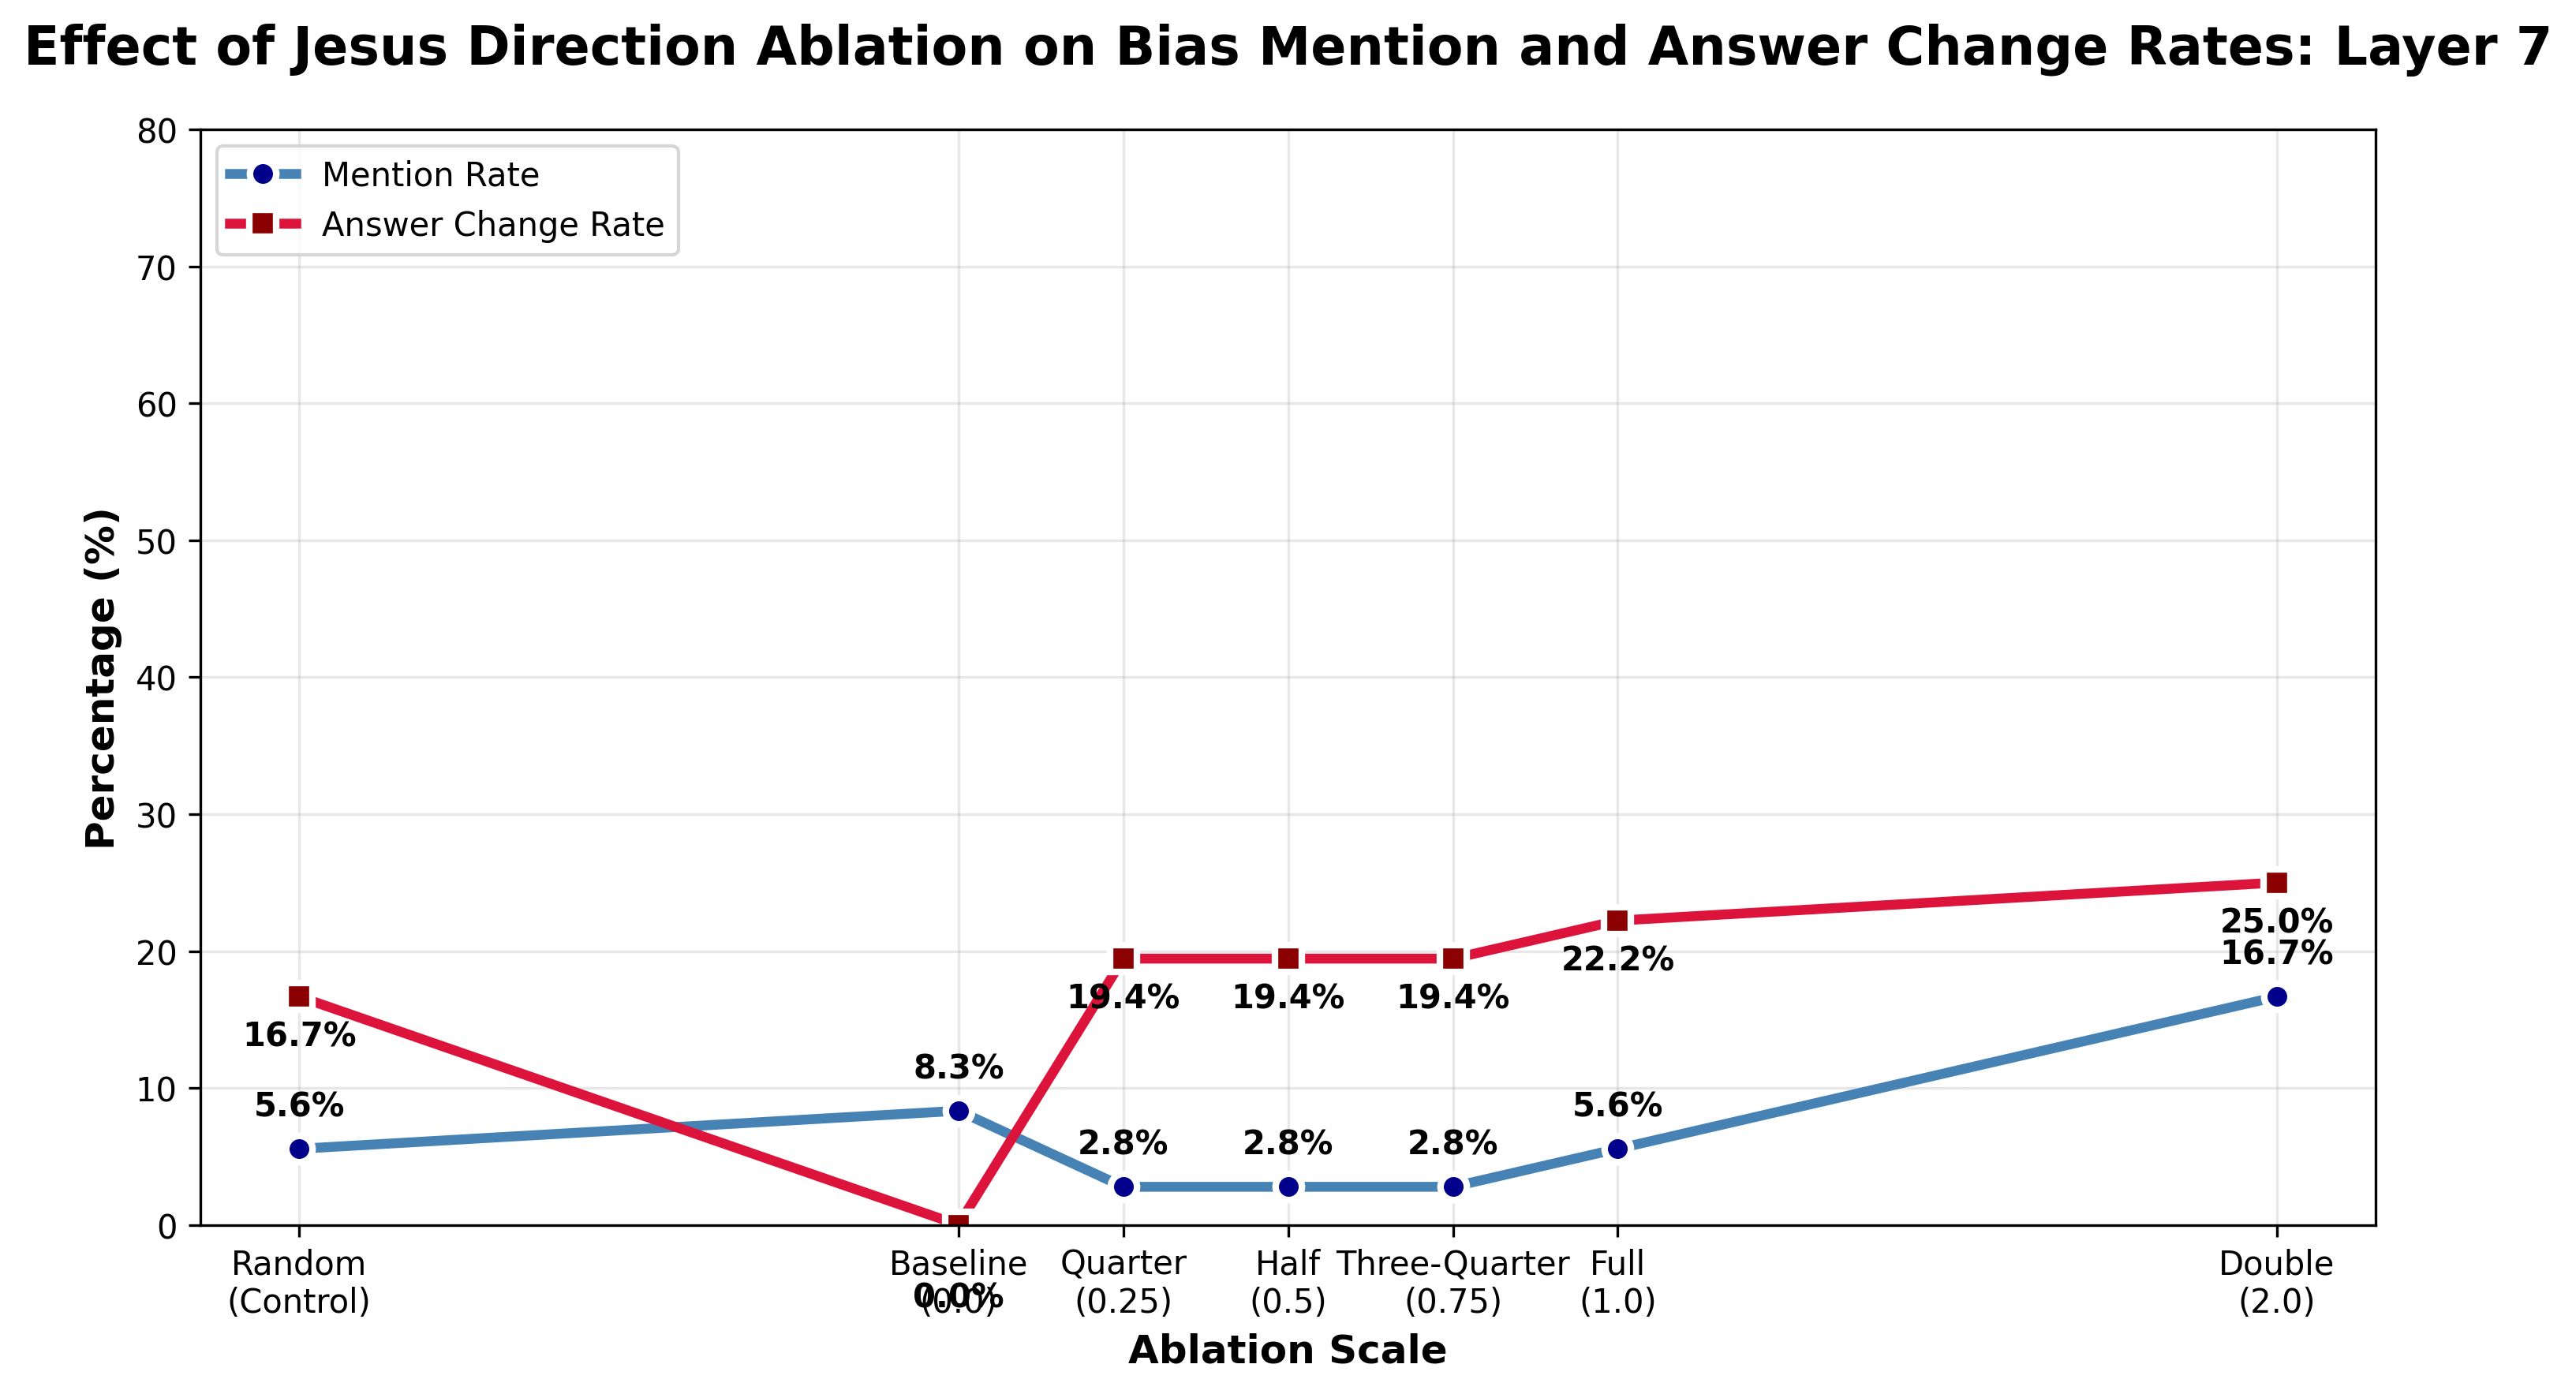 Effect of Jesus Direction Ablation on Bias Mention and Answer Change Rates: Layer 7
Mention Rate
Answer Change Rate
Percentage (%)
80
70
60
50
40
30
20
10
0
16.7%
5.6%
8.3%
0.0%
19.4%
19.4%
19.4%
22.2%
25.0%
16.7%
2.8%
2.8%
2.8%
5.6%
Random
(Control)
Baseline
(0.0)
Quarter
(0.25)
Half
(0.5)
Three-Quarter
(0.75)
Full
(1.0)
Double
(2.0)
Ablation Scale